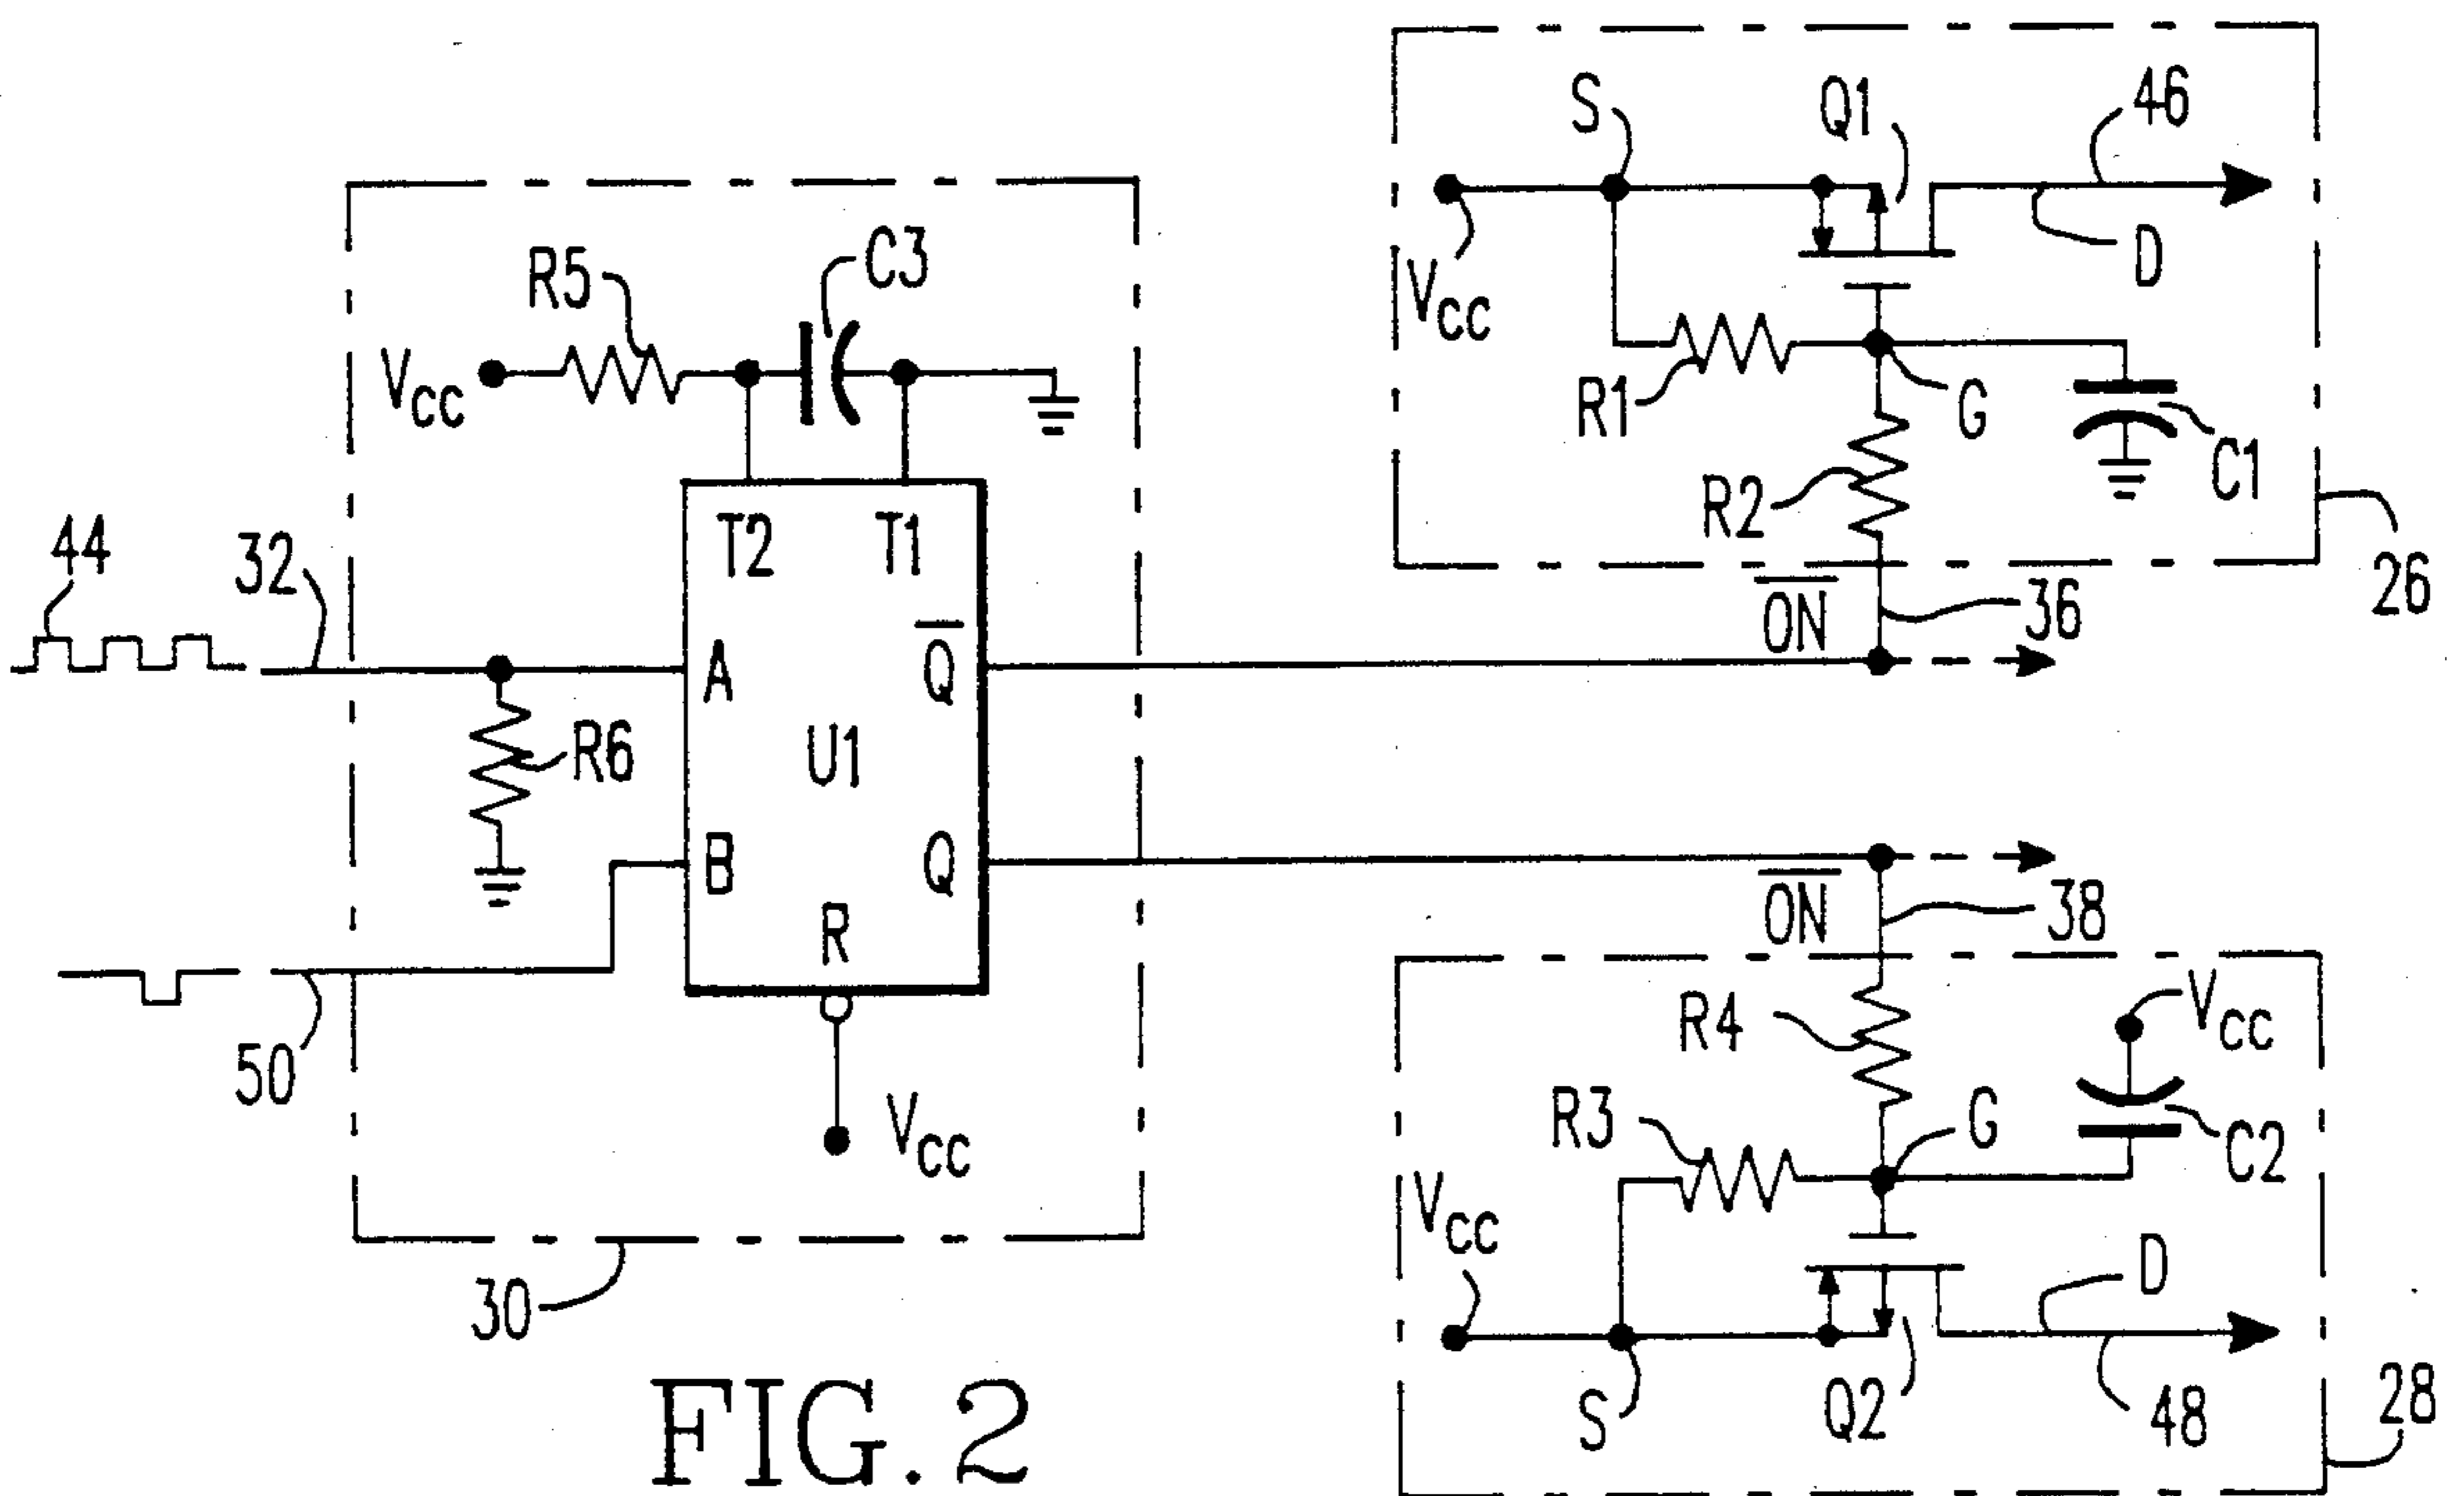 S
Q1
46
VCC
D
R1
G
C1
R2
26
ON
36
R5
C3
VCC
44
32
T2
T1
A
Q
R6
U1
B
Q
R
50
VCC
30
ON
38
R4
VCC
R3
G
C2
VCC
D
S
Q2
48
28
FIG. 2